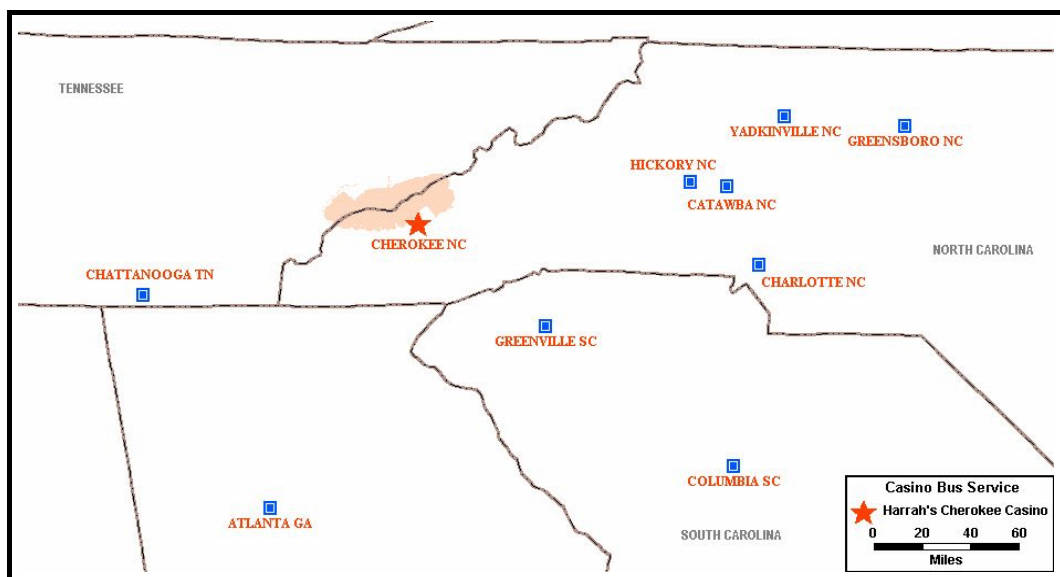 TENNESSEE
YADKINVILLE NC
GREENSBORO NC
HICKORY NC
CATAWBA NC
CHEROKEE NC
NORTH CAROLINA
CHATTANOOGA TN
CHARLOTTE NC
GREENVILLE SC
COLUMBIA SC
ATLANTA GA
SOUTH CAROLINA
Casino Bus Service
Harrah's Cherokee Casino
0 20 40 60
Miles